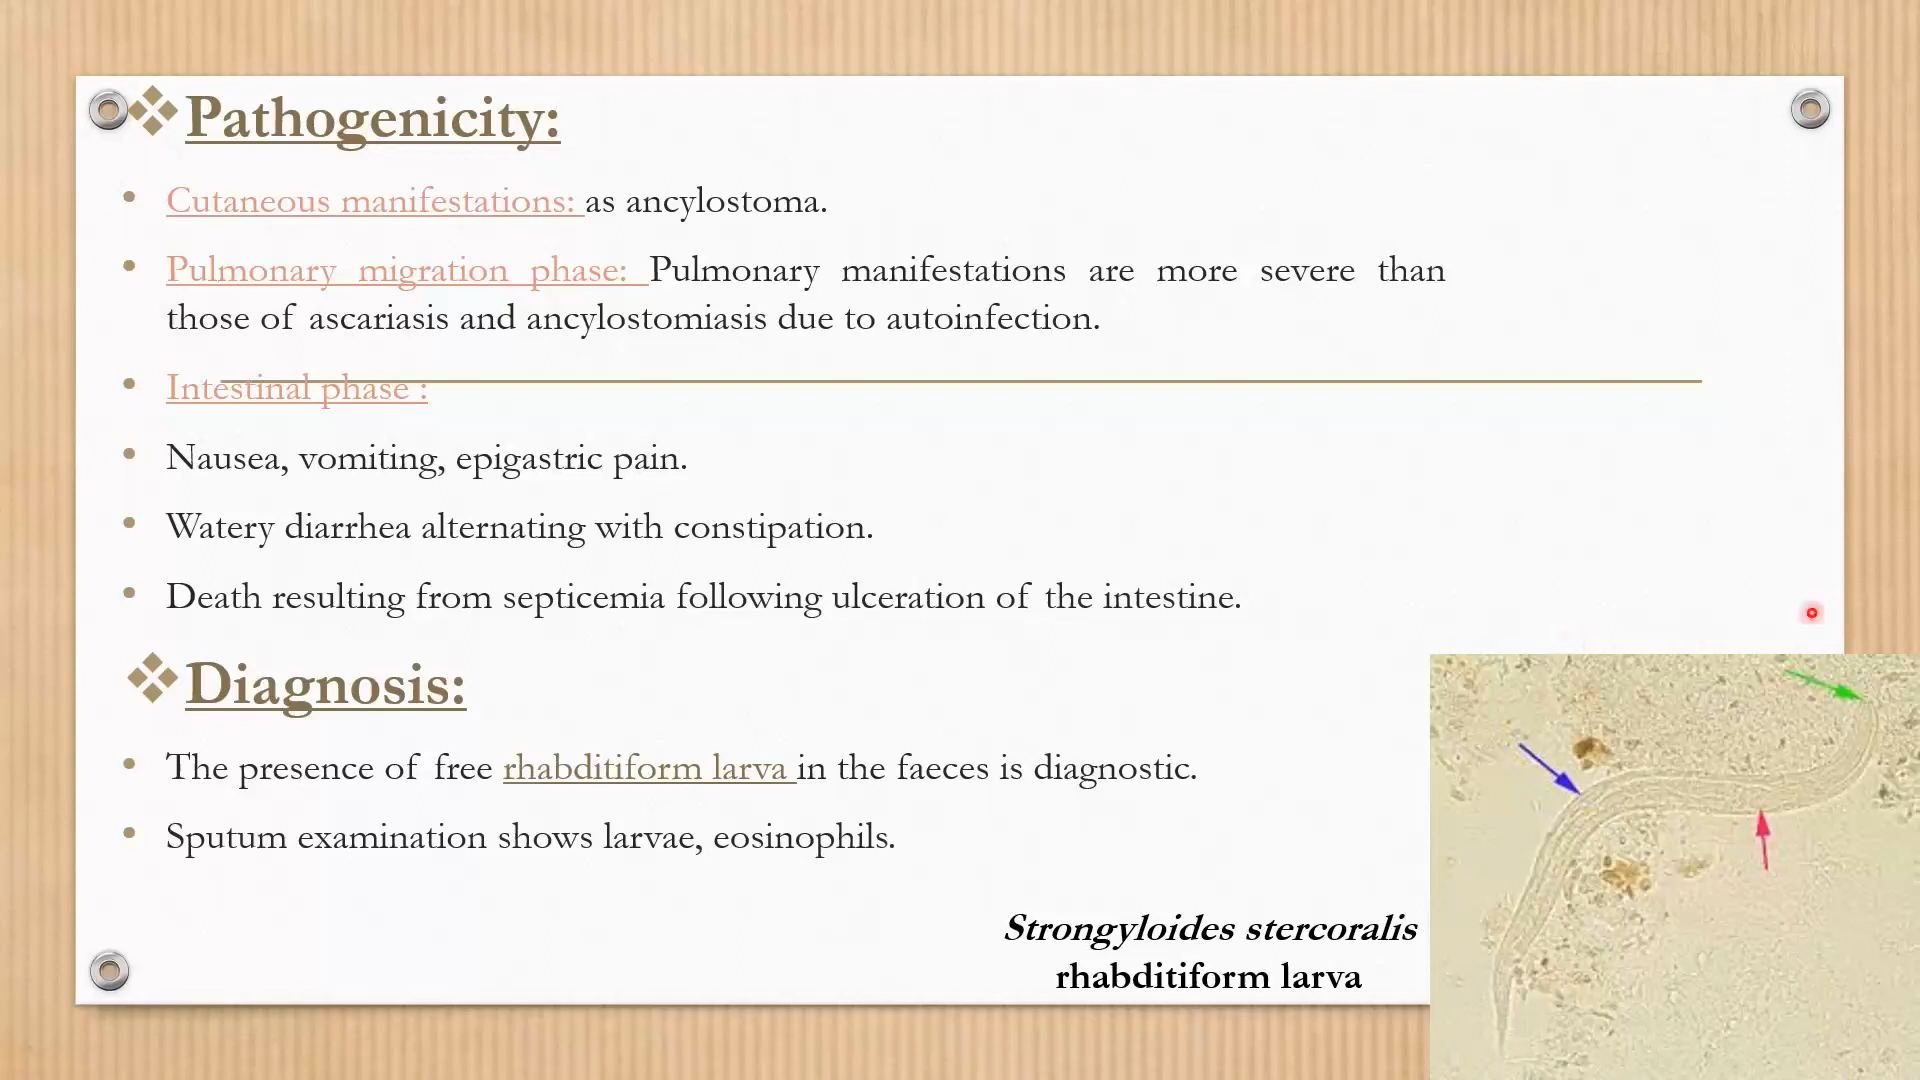 Pathogenicity:
Cutaneous manifestations: as ancylostoma.
Pulmonary migration phase: Pulmonary manifestations are more severe than
those of ascariasis and ancylostomiasis due to autoinfection.
Intestinal phase :
Nausea, vomiting, epigastric pain.
Watery diarrhea alternating with constipation.
Death resulting from septicemia following ulceration of the intestine.
Diagnosis:
The presence of free rhabditiform larva in the faeces is diagnostic.
Sputum examination shows larvae, eosinophils.
Strongyloides stercoralis
rhabditiform larva